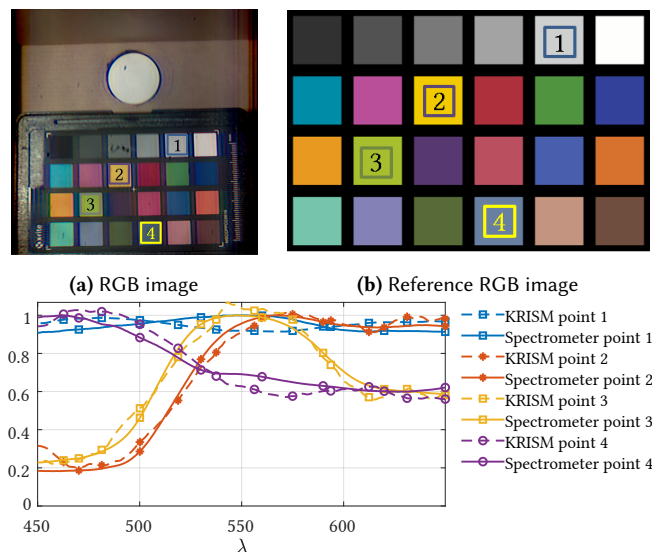 1
2
3
4
1
2
3
4
(a) RGB image
(b) Reference RGB image
1
0.8
0.6
0.4
0.2
0
450
500
550
600
λ
KRISM point 1
Spectrometer point 1
KRISM point 2
Spectrometer point 2
KRISM point 3
Spectrometer point 3
KRISM point 4
Spectrometer point 4